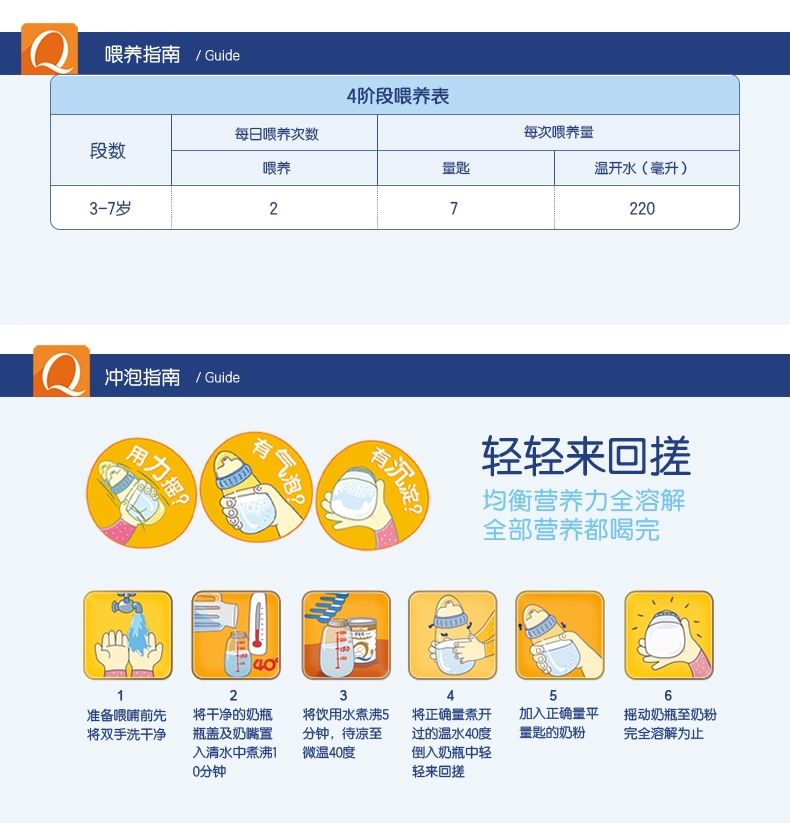 Q
喂养指南 / Guide
4阶段喂养表
段数 每日喂养次数 每次喂养量
喂养 量匙 温开水（毫升）
3-7岁 2 7 220
Q
冲泡指南 / Guide
用力摇?
有气泡?
有沉淀?
轻轻来回搓
均衡营养力全溶解
全部营养都喝完
40°
1
准备喂哺前先
将双手洗干净
2
将干净的奶瓶
瓶盖及奶嘴置
入清水中煮沸1
0分钟
3
将饮用水煮沸5
分钟，待凉至
微温40度
4
将正确量煮开
过的温水40度
倒入奶瓶中轻
轻来回搓
5
加入正确量平
量匙的奶粉
6
摇动奶瓶至奶粉
完全溶解为止